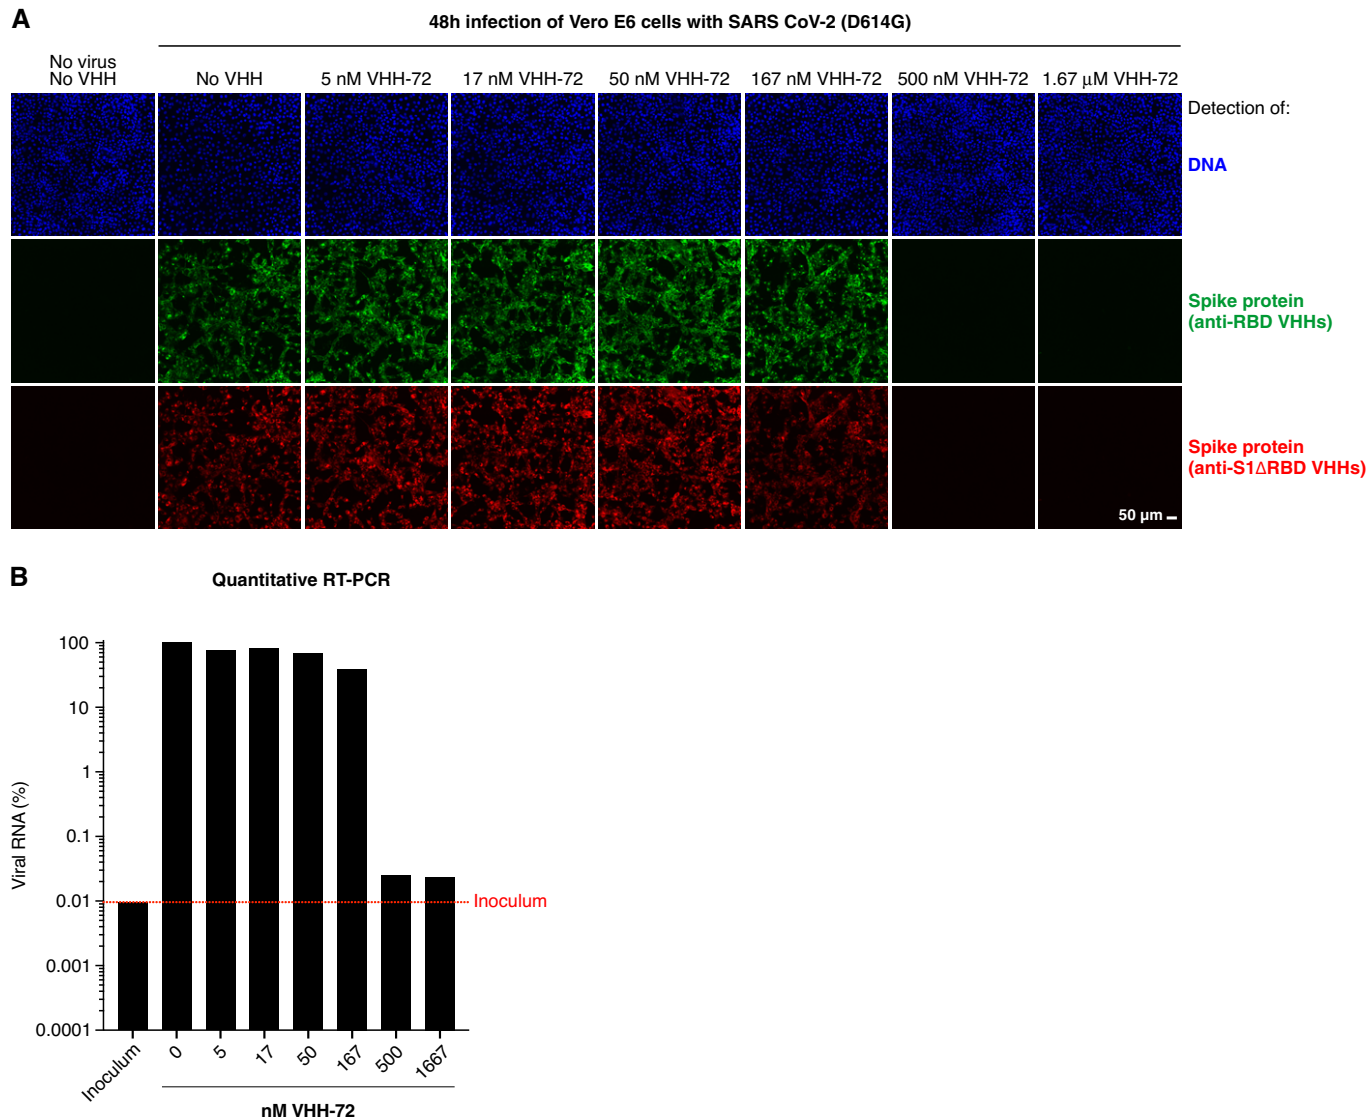 A
48h infection of Vero E6 cells with SARS CoV-2 (D614G)
No virus
No VHH
No VHH
5 nM VHH-72
17 nM VHH-72
50 nM VHH-72
167 nM VHH-72
500 nM VHH-72
1.67 μM VHH-72
Detection of:
DNA
Spike protein
(anti-RBD VHHs)
Spike protein
(anti-S1ΔRBD VHHs)
50 μm
B
Quantitative RT-PCR
Viral RNA (%)
100
10
1
0.1
0.01
0.001
0.0001
Inoculum
Inoculum
0
5
17
50
167
500
1667
nM VHH-72